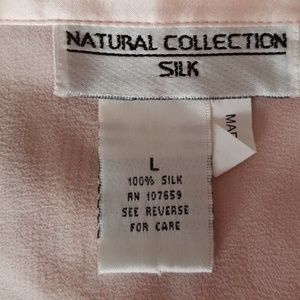 NATURAL COLLECTION
SILK
L
100% SILK
RN 107659
SEE REVERSE
FOR CARE